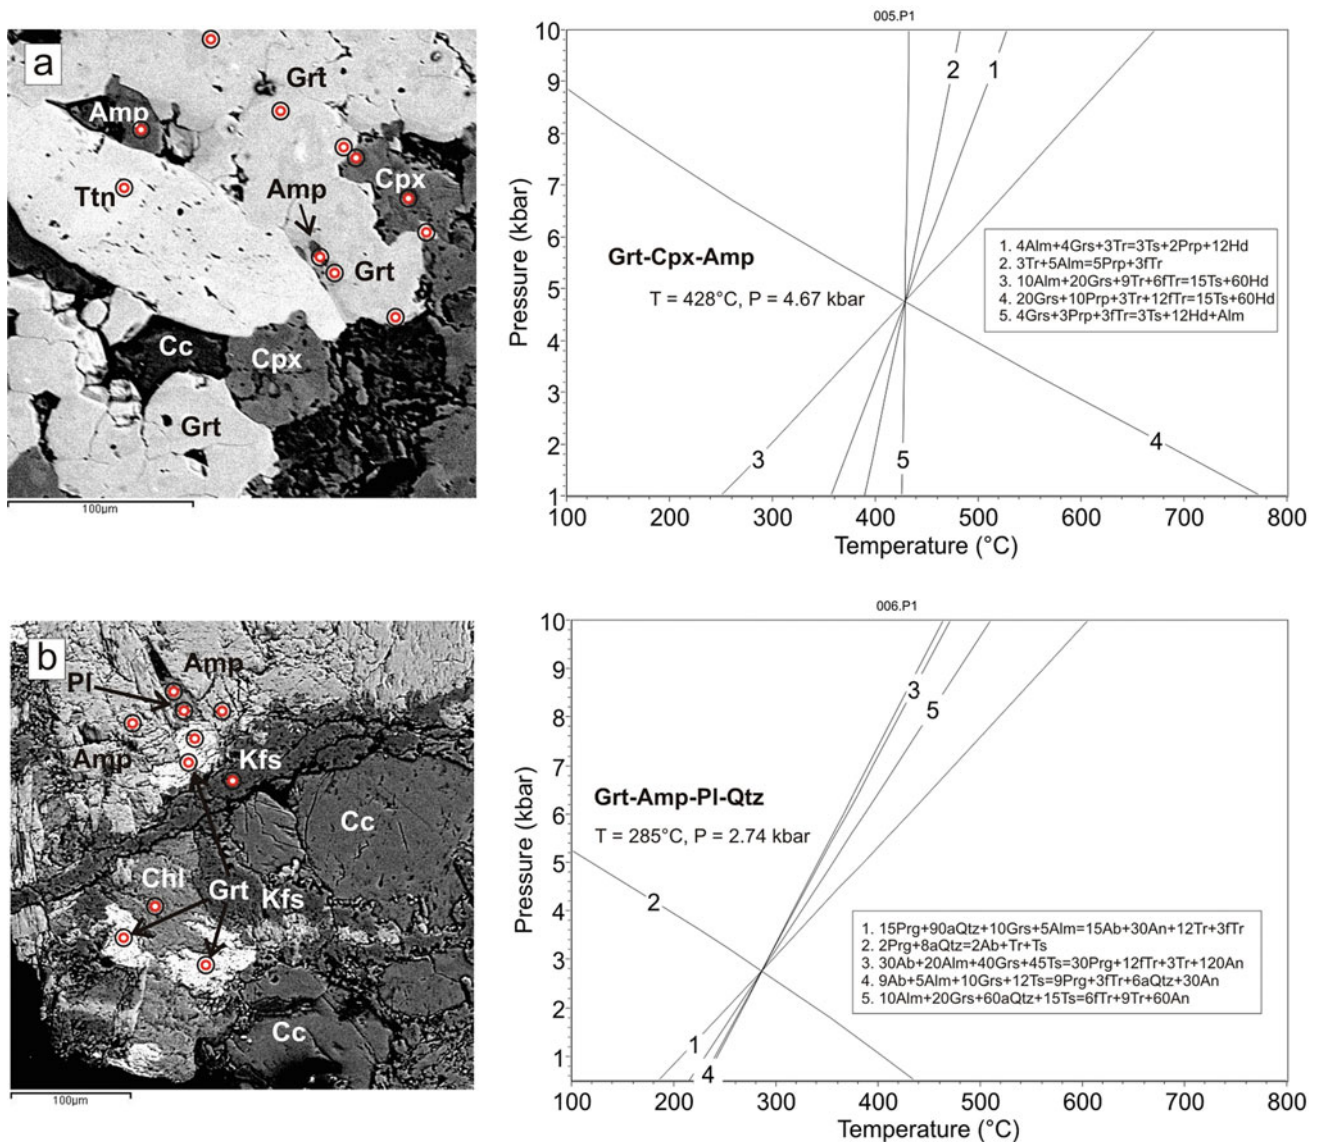 a
Grt
Amp
Cpx
Ttn
Amp
Grt
Cc
Cpx
Grt
100µm
005.P1
Pressure (kbar)
10
9
8
7
6
5
4
3
2
1
2
1
Grt-Cpx-Amp
T = 428°C, P = 4.67 kbar
1. 4Alm+4Grs+3Tr=3Ts+2Prp+12Hd
2. 3Tr+5Alm=5Prp+3fTr
3. 10Alm+20Grs+9Tr+6fTr=15Ts+60Hd
4. 20Grs+10Prp+3Tr+12fTr=15Ts+60Hd
5. 4Grs+3Prp+3fTr=3Ts+12Hd+Alm
3
5
4
100 200 300 400 500 600 700 800
Temperature (°C)
b
Amp
Pl
Amp
Kfs
Cc
Chl
Grt
Kfs
Cc
100µm
006.P1
Pressure (kbar)
10
9
8
7
6
5
4
3
2
1
3
5
Grt-Amp-Pl-Qtz
T = 285°C, P = 2.74 kbar
2
1. 15Prg+90aQtz+10Grs+5Alm=15Ab+30An+12Tr+3fTr
2. 2Prg+8aQtz=2Ab+Tr+Ts
3. 30Ab+20Alm+40Grs+45Ts=30Prg+12fTr+3Tr+120An
4. 9Ab+5Alm+10Grs+12Ts=9Prg+3fTr+6aQtz+30An
5. 10Alm+20Grs+60aQtz+15Ts=6fTr+9Tr+60An
1
4
100 200 300 400 500 600 700 800
Temperature (°C)